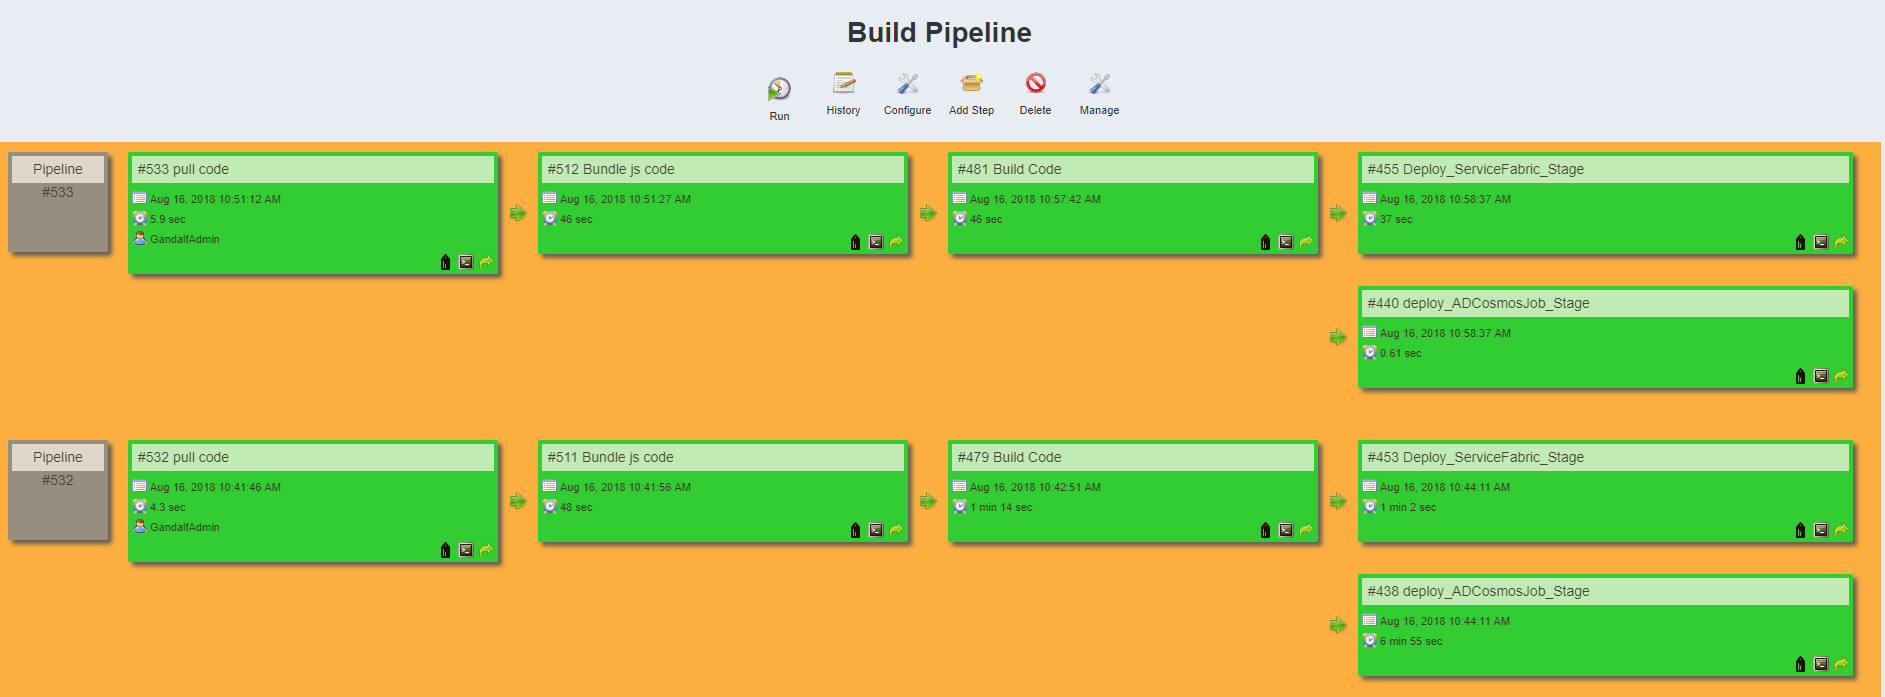 Build Pipeline
Run
History
Configure
Add Step
Delete
Manage
Pipeline
#533
#533 pull code
Aug 16, 2018 10:51:12 AM
5.9 sec
GandalfAdmin
#512 Bundle js code
Aug 16, 2018 10:51:27 AM
46 sec
#481 Build Code
Aug 16, 2018 10:57:42 AM
46 sec
#455 Deploy_ServiceFabric_Stage
Aug 16, 2018 10:58:37 AM
37 sec
#440 deploy_ADCosmosJob_Stage
Aug 16, 2018 10:58:37 AM
0.61 sec
Pipeline
#532
#532 pull code
Aug 16, 2018 10:41:46 AM
4.3 sec
GandalfAdmin
#511 Bundle js code
Aug 16, 2018 10:41:56 AM
48 sec
#479 Build Code
Aug 16, 2018 10:42:51 AM
1 min 14 sec
#453 Deploy_ServiceFabric_Stage
Aug 16, 2018 10:44:11 AM
1 min 2 sec
#438 deploy_ADCosmosJob_Stage
Aug 16, 2018 10:44:11 AM
6 min 55 sec